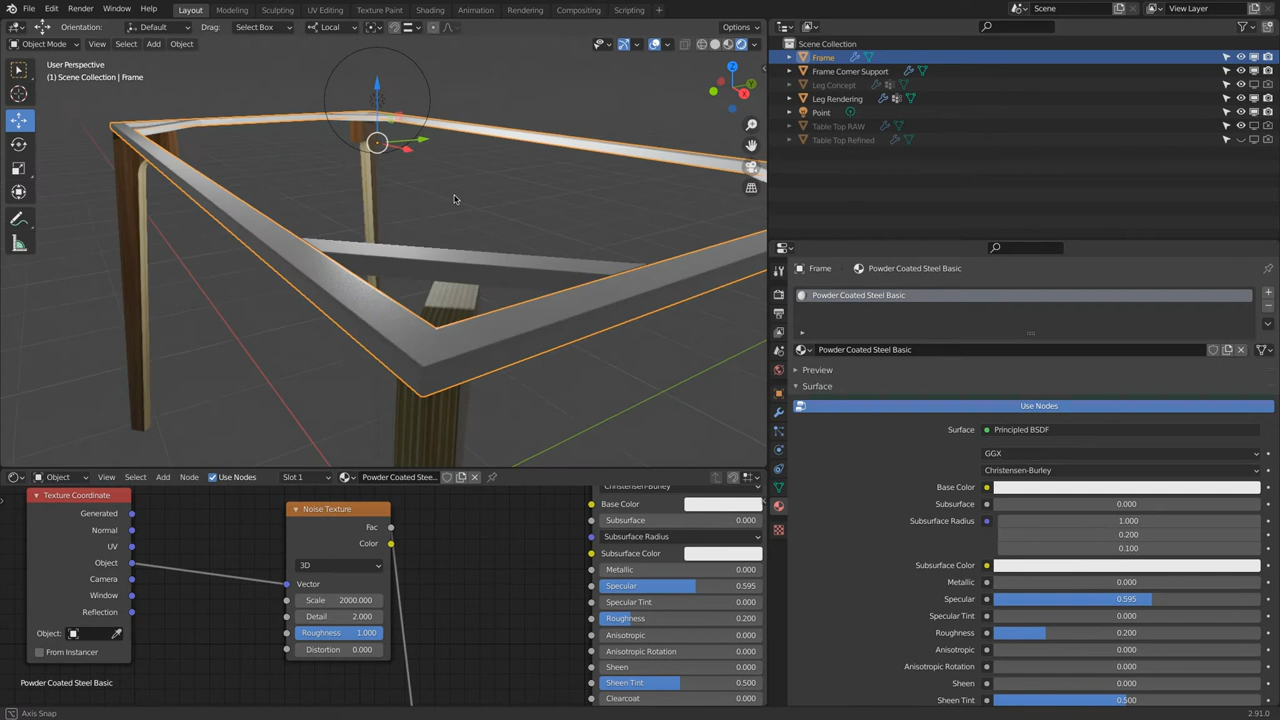 File Edit Render Window Help Layout Modeling Sculpting UV Editing Texture Paint Shading Animation Rendering Compositing Scripting Scene View Layer
Orientation: Default Drag: Select Box Local Options
Object Mode View Select Add Object
User Perspective
(1) Scene Collection | Frame
Z
X
Scene Collection
Frame
Frame Corner Support
Leg Concept
Leg Rendering
Point
Table Top RAW
Table Top Refined
Frame Powder Coated Steel Basic
Powder Coated Steel Basic
Powder Coated Steel Basic
Preview
Surface
Use Nodes
Surface Principled BSDF
GGX
Christensen-Burley
Base Color
Subsurface 0.000
Subsurface Radius 1.000
0.200
0.100
Subsurface Color
Metallic 0.000
Specular 0.595
Specular Tint 0.000
Roughness 0.200
Anisotropic 0.000
Anisotropic Rotation 0.000
Sheen 0.000
Sheen Tint 0.500
Object View Select Add Node Use Nodes Slot 1 Powder Coated Stee...
Texture Coordinate
Generated
Normal
UV
Object
Camera
Window
Reflection
Object:
From Instancer
Powder Coated Steel Basic
Noise Texture
Fac
Color
3D
Vector
Scale 2000.000
Detail 2.000
Roughness 1.000
Distortion 0.000
Christensen-Burley
Base Color
Subsurface 0.000
Subsurface Radius
Subsurface Color
Metallic 0.000
Specular 0.595
Specular Tint 0.000
Roughness 0.200
Anisotropic 0.000
Anisotropic Rotation 0.000
Sheen 0.000
Sheen Tint 0.500
Clearcoat 0.000
Axis Snap
2.91.0